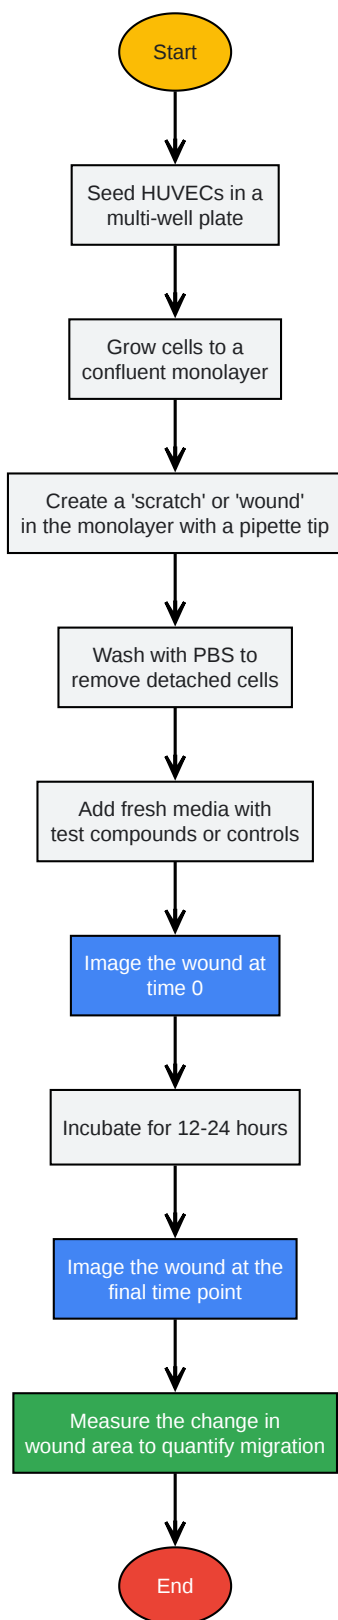 Start
Seed HUVECs in a
multi-well plate
Grow cells to a
confluent monolayer
Create a 'scratch' or 'wound'
in the monolayer with a pipette tip
Wash with PBS to
remove detached cells
Add fresh media with
test compounds or controls
Image the wound at
time 0
Incubate for 12-24 hours
Image the wound at the
final time point
Measure the change in
wound area to quantify migration
End